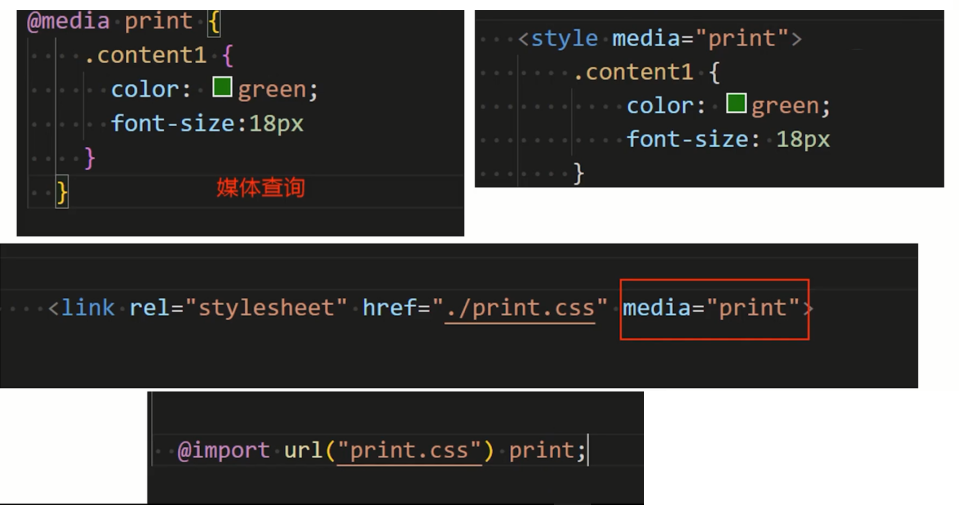 @media print {
.content1 {
color: green;
font-size:18px
}
}
媒体查询
<style media="print">
.content1 {
color: green;
font-size: 18px
}
<link rel="stylesheet" href="./print.css" media="print">
@import url("print.css") print;